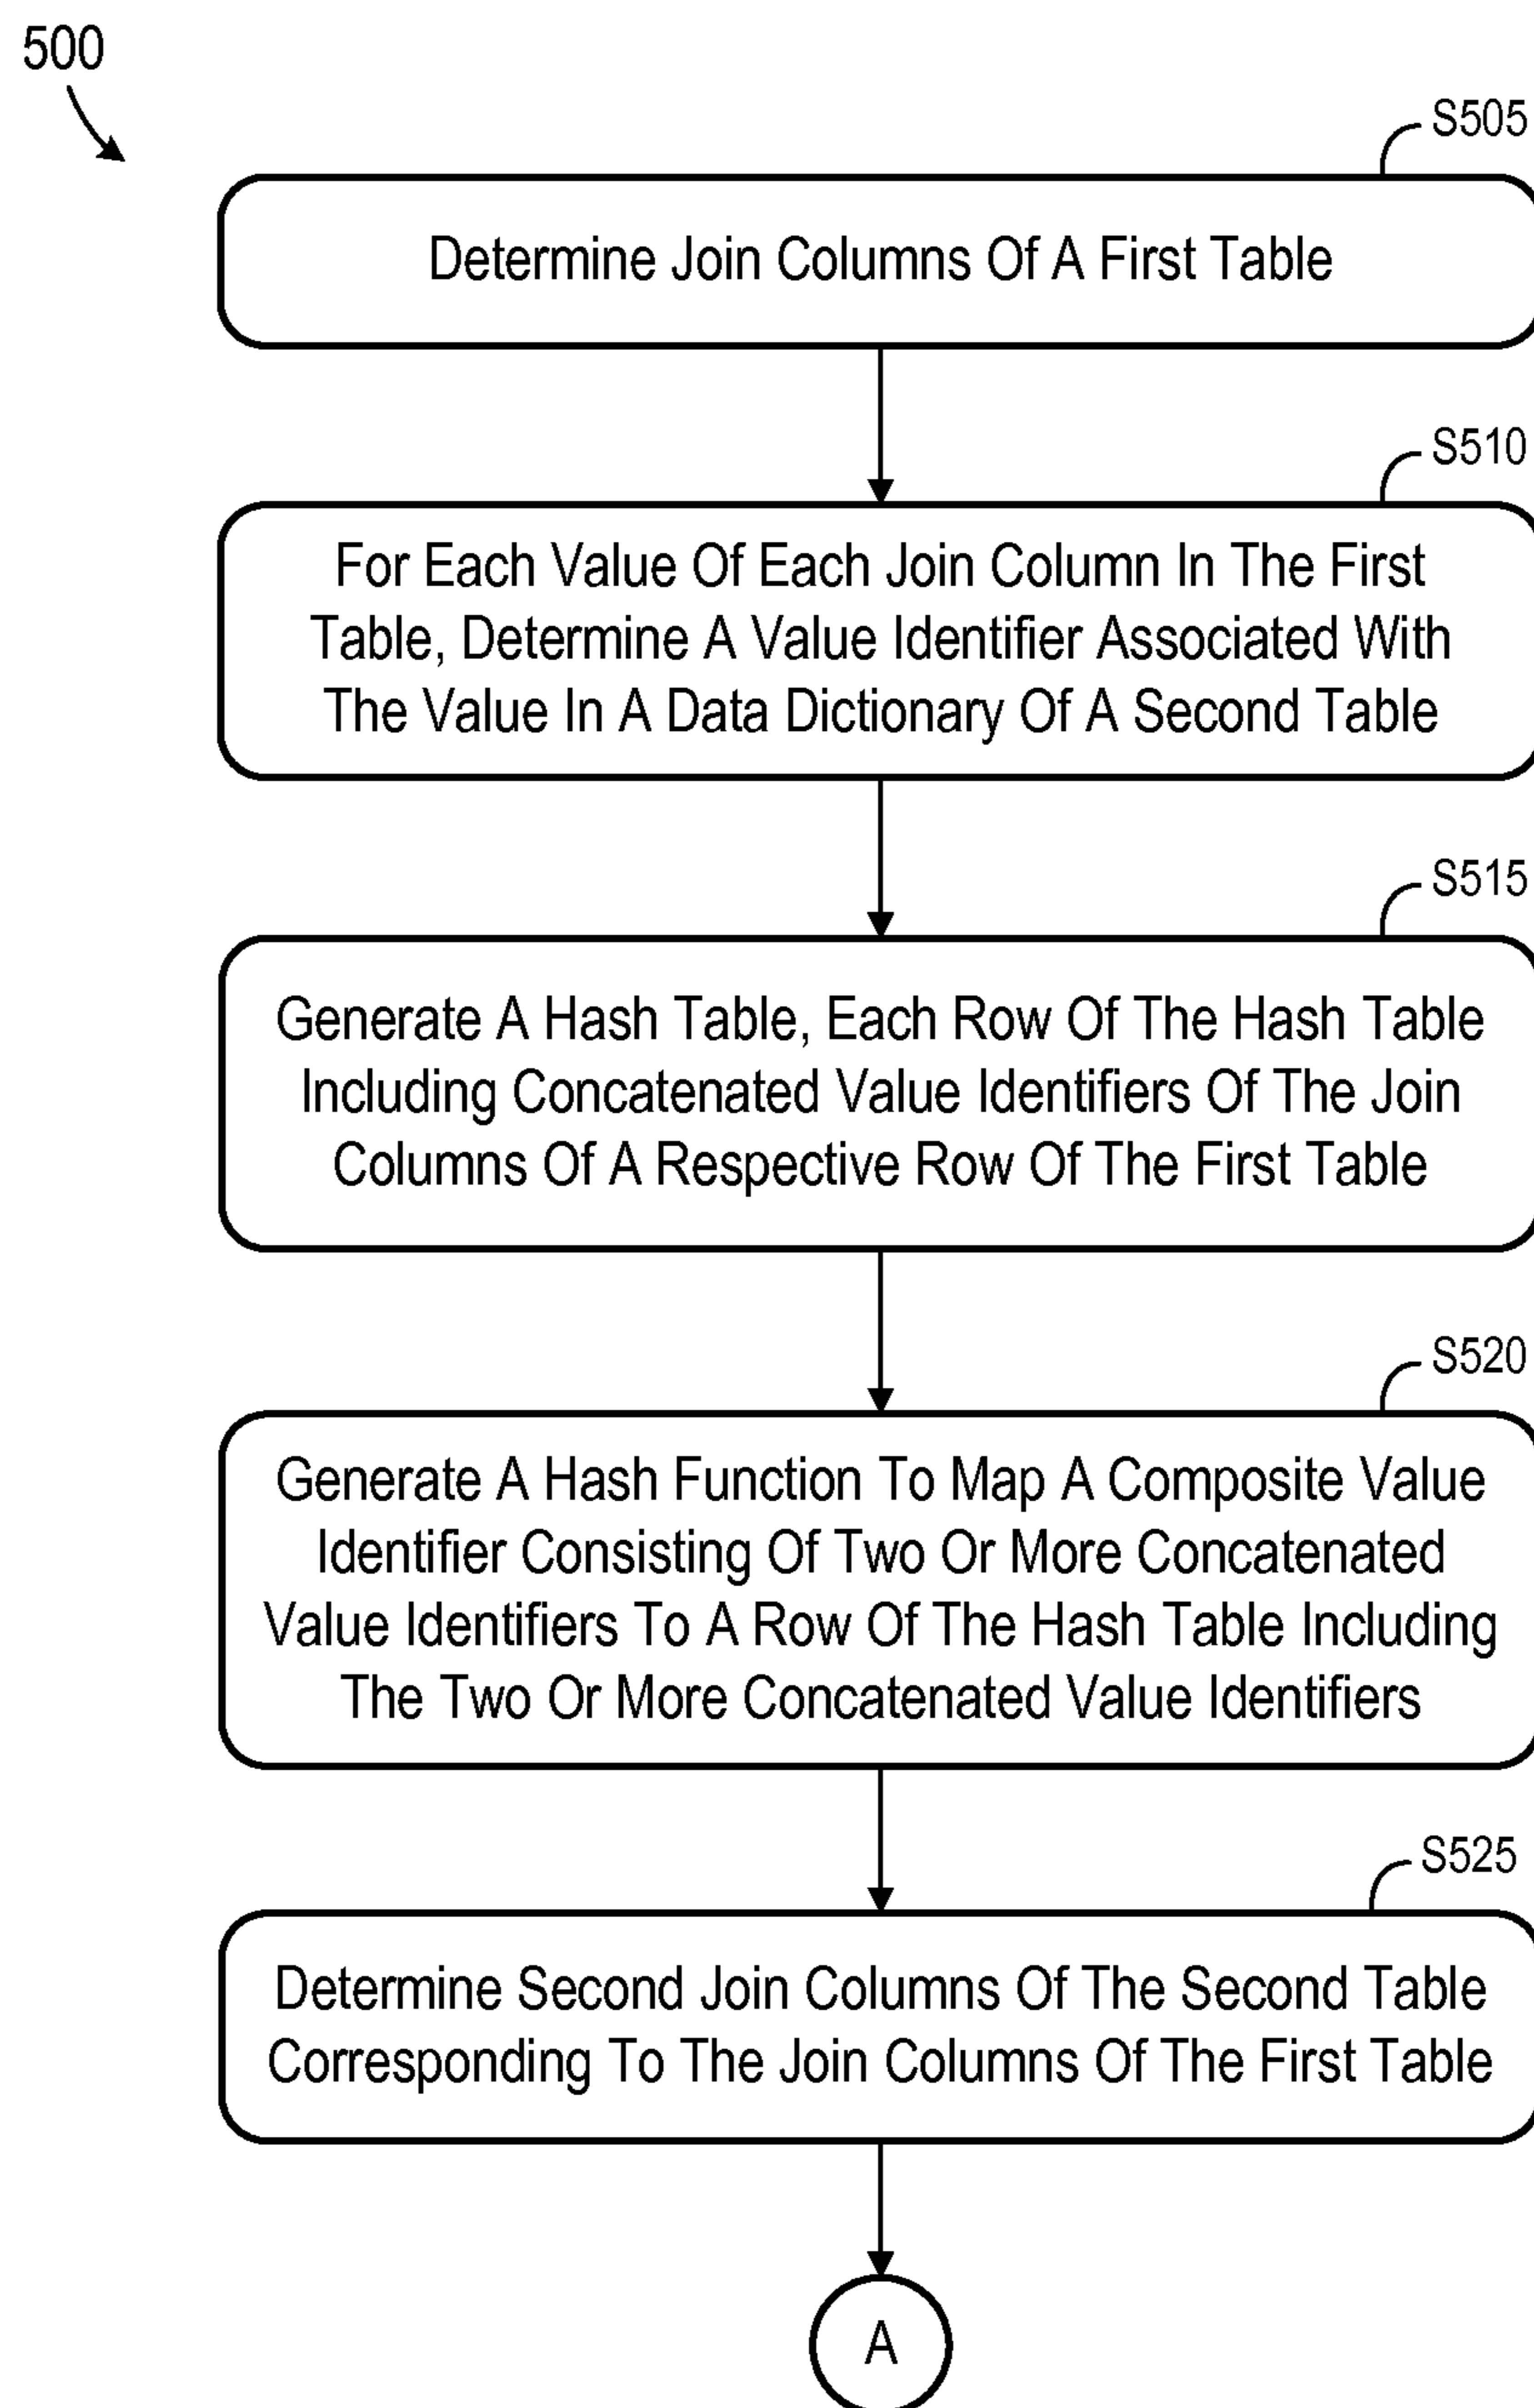 500
S505
Determine Join Columns Of A First Table
S510
For Each Value Of Each Join Column In The First
Table, Determine A Value Identifier Associated With
The Value In A Data Dictionary Of A Second Table
S515
Generate A Hash Table, Each Row Of The Hash Table
Including Concatenated Value Identifiers Of The Join
Columns Of A Respective Row Of The First Table
S520
Generate A Hash Function To Map A Composite Value
Identifier Consisting Of Two Or More Concatenated
Value Identifiers To A Row Of The Hash Table Including
The Two Or More Concatenated Value Identifiers
S525
Determine Second Join Columns Of The Second Table
Corresponding To The Join Columns Of The First Table
A